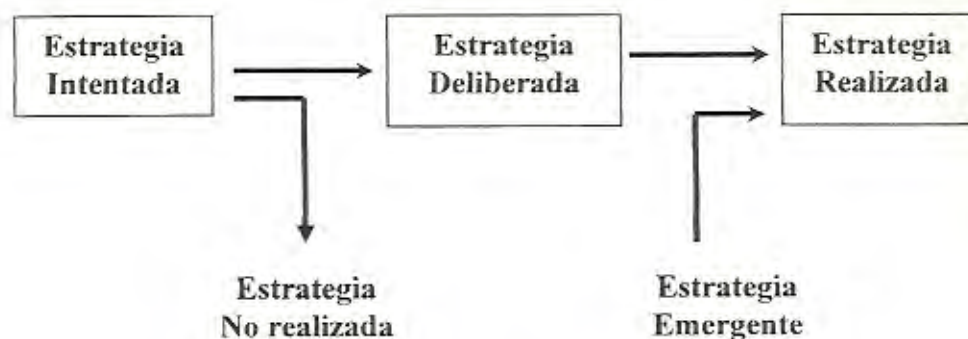 Estrategia
Intentada
Estrategia
Deliberada
Estrategia
Realizada
Estrategia
No realizada
Estrategia
Emergente